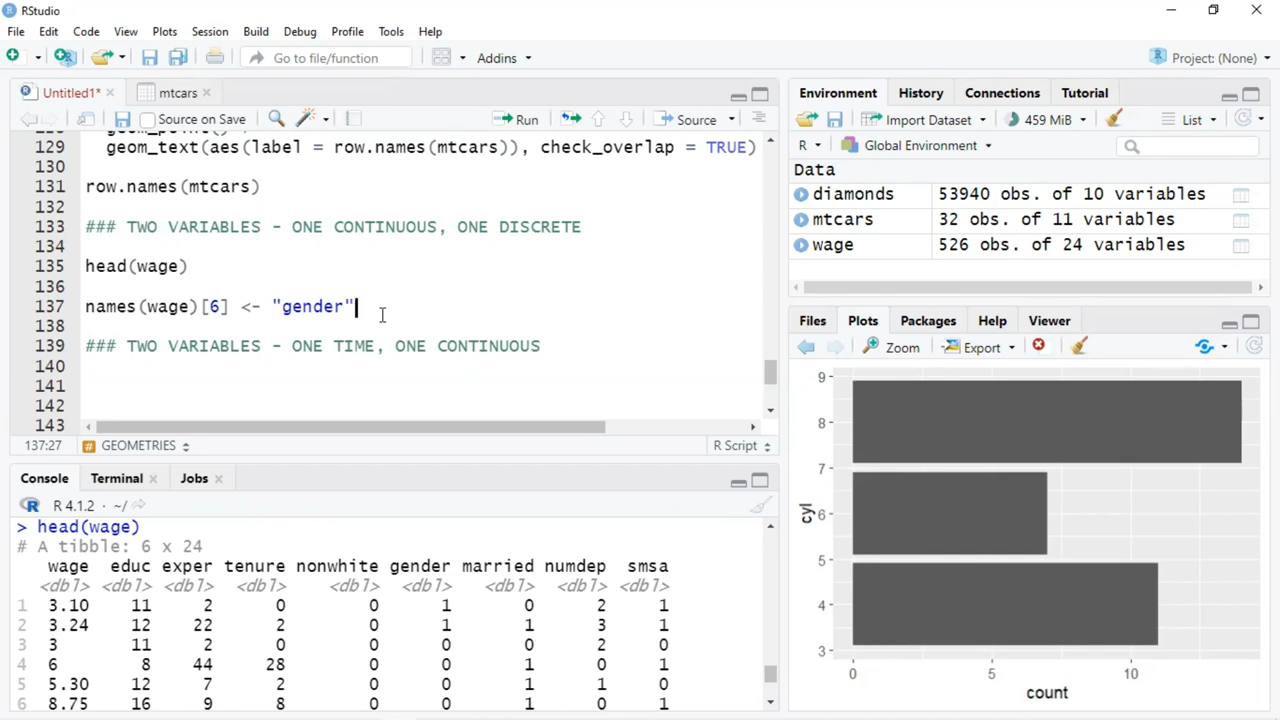 RStudio
File Edit Code View Plots Session Build Debug Profile Tools Help
Go to file/function Addins Project: (None)
Untitled1* mtcars
Source on Save Run Source
129 geom_text(aes(label = row.names(mtcars)), check_overlap = TRUE)
130
131 row.names(mtcars)
132
133 ### TWO VARIABLES - ONE CONTINUOUS, ONE DISCRETE
134
135 head(wage)
136
137 names(wage)[6] <- "gender"
138
139 ### TWO VARIABLES - ONE TIME, ONE CONTINUOUS
140
141
142
143
137:27 # GEOMETRIES R Script
Console Terminal Jobs
R R 4.1.2 · ~/
> head(wage)
# A tibble: 6 x 24
wage educ exper tenure nonwhite gender married numdep smsa
<dbl> <dbl> <dbl> <dbl> <dbl> <dbl> <dbl> <dbl> <dbl>
1 3.10 11 2 0 0 1 0 2 1
2 3.24 12 22 2 0 1 1 3 1
3 3 11 2 0 0 0 0 2 0
4 6 8 44 28 0 0 1 0 1
5 5.30 12 7 2 0 0 1 1 0
6 8.75 16 9 8 0 0 1 0 1
Environment History Connections Tutorial
Import Dataset 459 MiB List
R Global Environment
Data
diamonds 53940 obs. of 10 variables
mtcars 32 obs. of 11 variables
wage 526 obs. of 24 variables
Files Plots Packages Help Viewer
Zoom Export
9
8
7
6
5
4
3
cyl
0 5 10
count